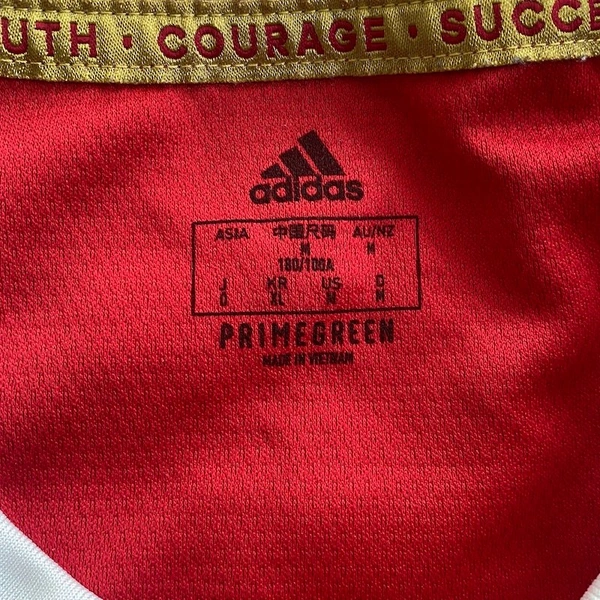 UTH · COURAGE · SUCCE
adidas
ASIA 中国尺码 AU/NZ
M M
180/100A
J KR US D
O XL M M
PRIMEGREEN
MADE IN VIETNAM